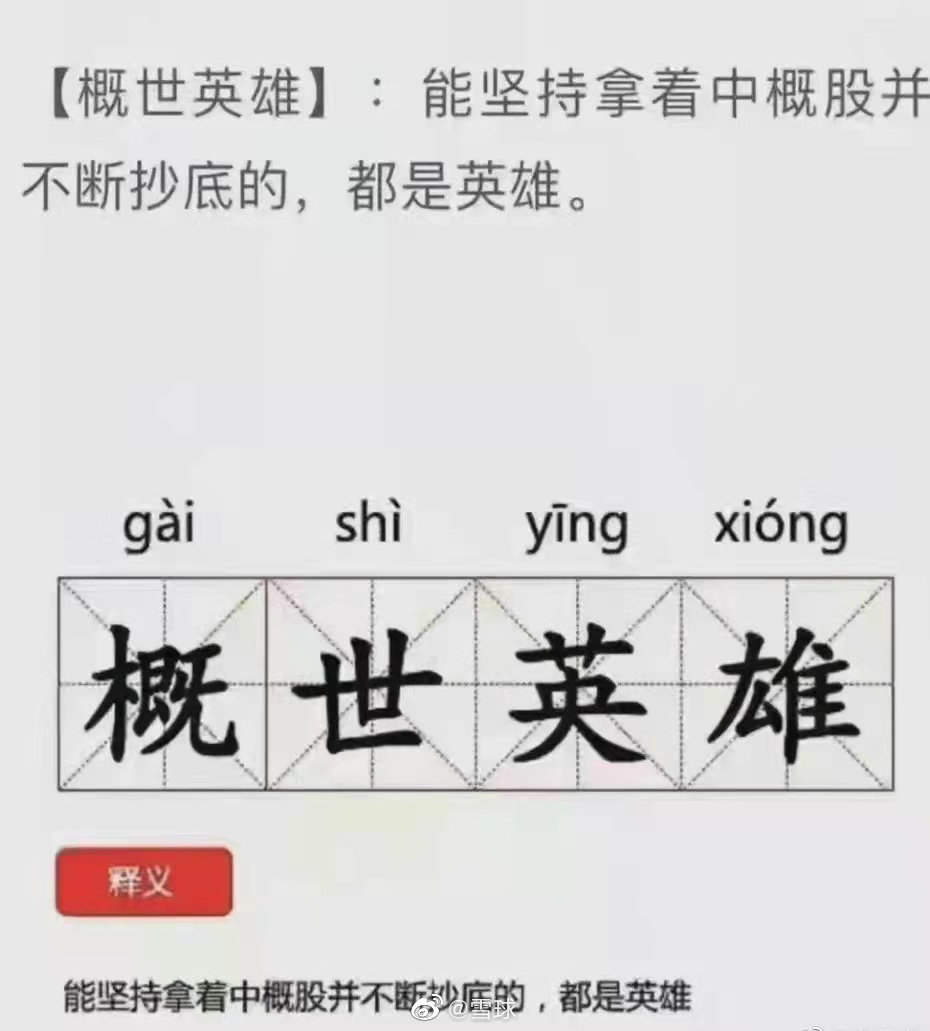 【概世英雄】：能坚持拿着中概股并
不断抄底的，都是英雄。
gài shì yīng xióng
概世英雄
释义
能坚持拿着中概股并不断抄底的，都是英雄
@雪球